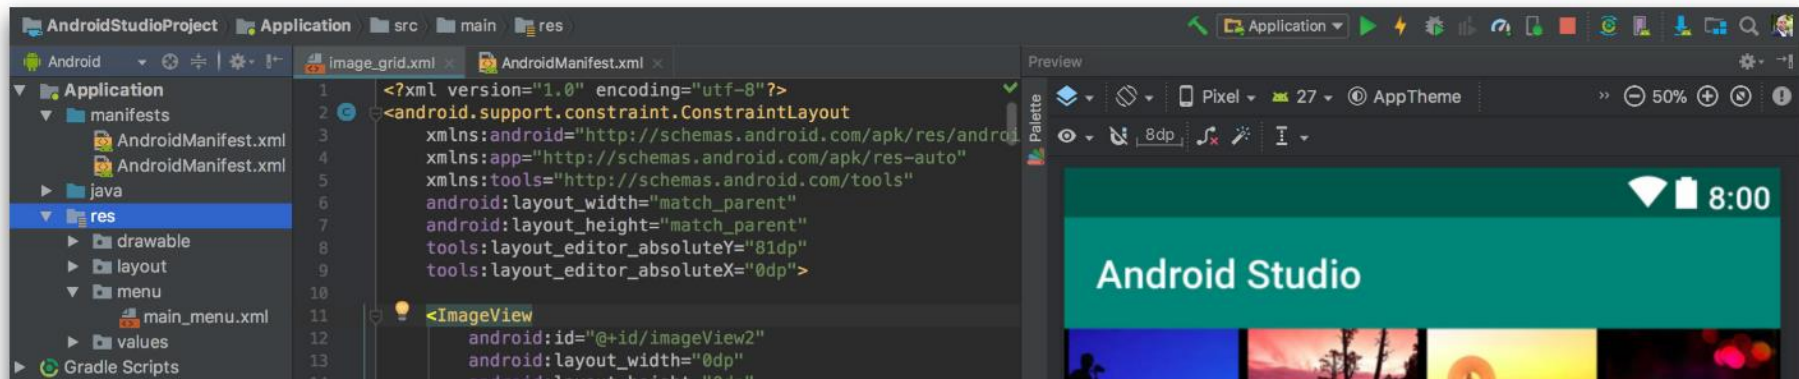 AndroidStudioProject Application src main res Application
Android image_grid.xml AndroidManifest.xml Preview
Application
manifests
AndroidManifest.xml
AndroidManifest.xml
java
res
drawable
layout
menu
main_menu.xml
values
Gradle Scripts
1 <?xml version="1.0" encoding="utf-8"?>
2 <android.support.constraint.ConstraintLayout
3 xmlns:android="http://schemas.android.com/apk/res/androi
4 xmlns:app="http://schemas.android.com/apk/res-auto"
5 xmlns:tools="http://schemas.android.com/tools"
6 android:layout_width="match_parent"
7 android:layout_height="match_parent"
8 tools:layout_editor_absoluteY="81dp"
9 tools:layout_editor_absoluteX="0dp">
10
11 <ImageView
12 android:id="@+id/imageView2"
13 android:layout_width="0dp"
Palette
Pixel 27 AppTheme 50%
8dp
8:00
Android Studio